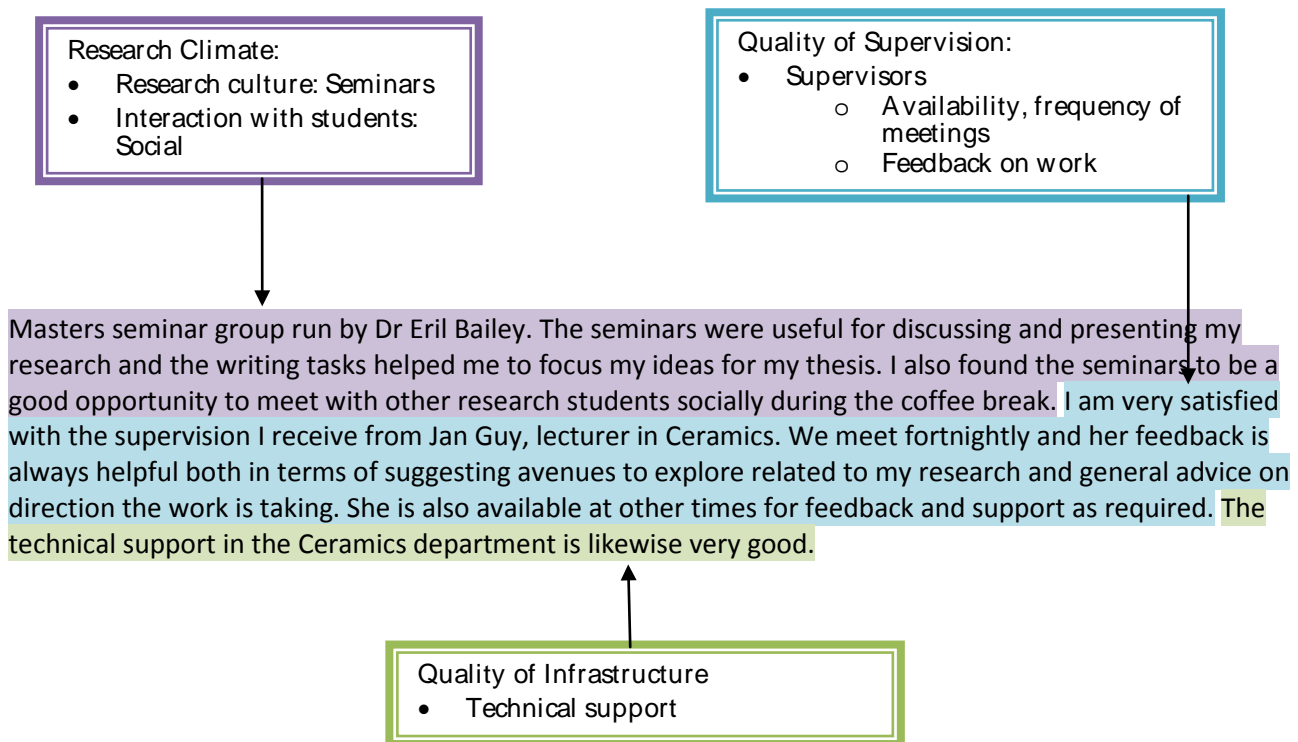 Research Climate:
• Research culture: Seminars
• Interaction with students:
Social
Quality of Supervision:
• Supervisors
o Availability, frequency of
meetings
o Feedback on work
Masters seminar group run by Dr Eril Bailey. The seminars were useful for discussing and presenting my
research and the writing tasks helped me to focus my ideas for my thesis. I also found the seminars to be a
good opportunity to meet with other research students socially during the coffee break. I am very satisfied
with the supervision I receive from Jan Guy, lecturer in Ceramics. We meet fortnightly and her feedback is
always helpful both in terms of suggesting avenues to explore related to my research and general advice on
direction the work is taking. She is also available at other times for feedback and support as required. The
technical support in the Ceramics department is likewise very good.
Quality of Infrastructure
• Technical support